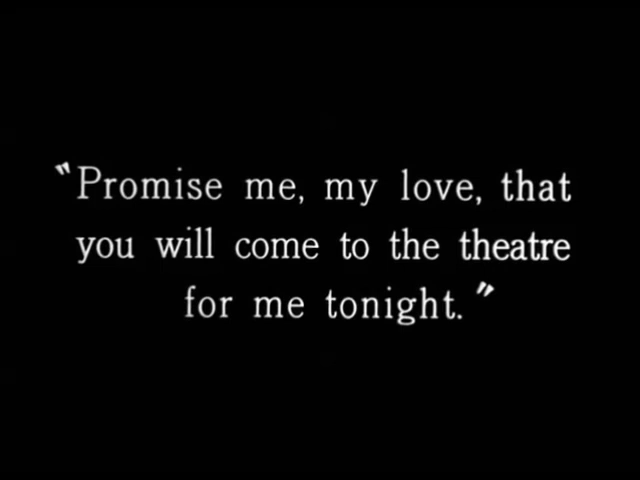 "Promise me, my love, that
you will come to the theatre
for me tonight."